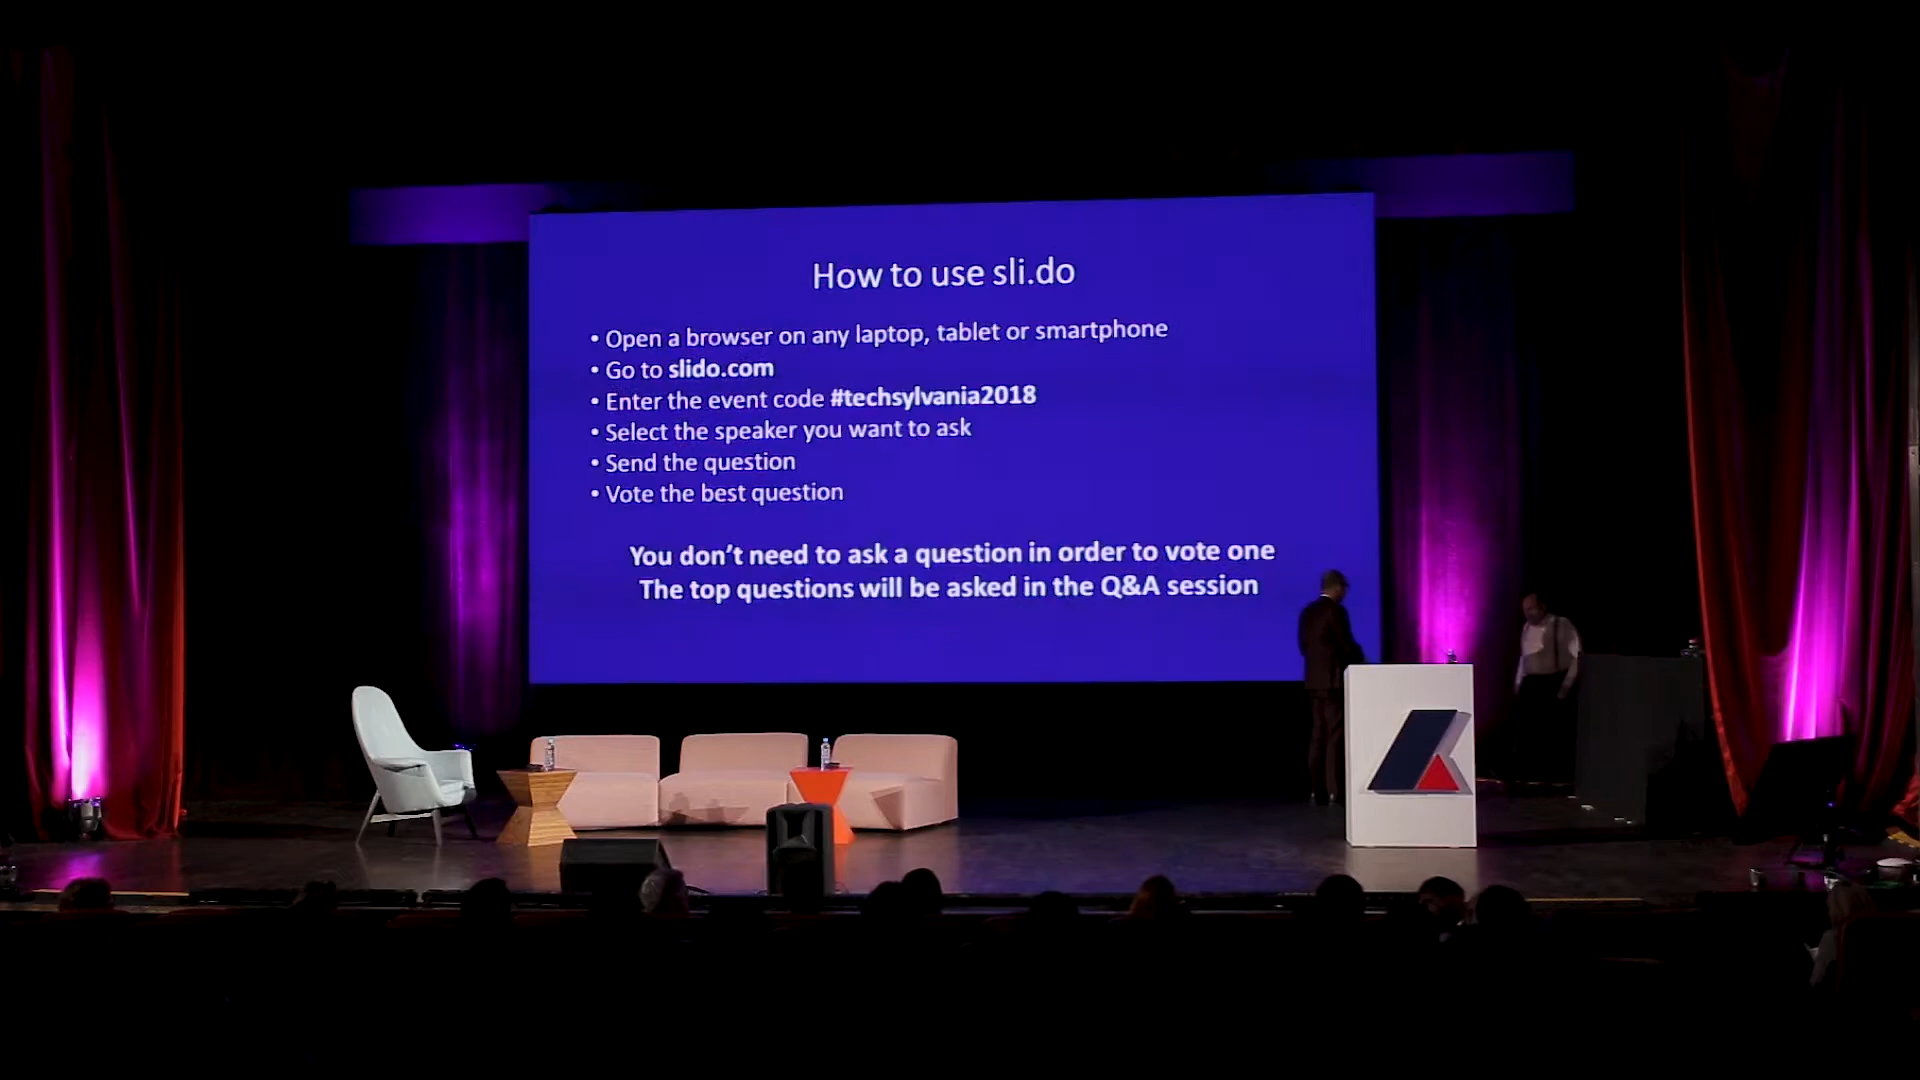 How to use sli.do
• Open a browser on any laptop, tablet or smartphone
• Go to slido.com
• Enter the event code #techsylvania2018
• Select the speaker you want to ask
• Send the question
• Vote the best question
You don't need to ask a question in order to vote one
The top questions will be asked in the Q&A session